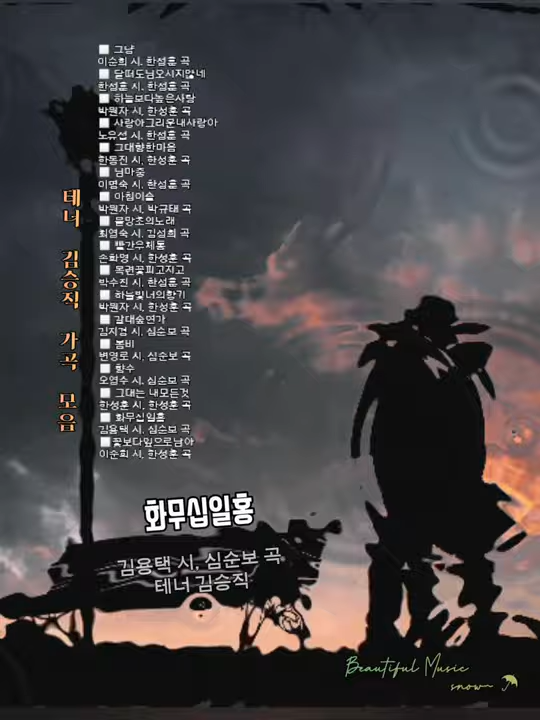 그냥
이순희 시, 한성훈 곡
달떠도님오시지않네
한성훈 시, 한성훈 곡
하늘보다높은사랑
박원자 시, 한성훈 곡
사랑아그리운내사랑아
노유섭 시, 한성훈 곡
그대향한마음
한동진 시, 한성훈 곡
님마중
이명숙 시, 한성훈 곡
아침이슬
박원자 시, 박규태 곡
물망초의노래
최영숙 시, 김성희 곡
빨간우체통
손화영 시, 한성훈 곡
목련꽃피고지고
박수진 시, 한성훈 곡
하늘빛너의향기
박원자 시, 한성훈 곡
갈대숲연가
김지겸 시, 심순보 곡
봄비
변영로 시, 심순보 곡
향수
오영수 시, 심순보 곡
그대는 내모든것
한성훈 시, 한성훈 곡
화무십일홍
김용택 시, 심순보 곡
꽃보다잎으로남아
이순희 시, 한성훈 곡
테너 김승직 가곡 모음
화무십일홍
김용택 시, 심순보 곡
테너 김승직
Beautiful Music
snow